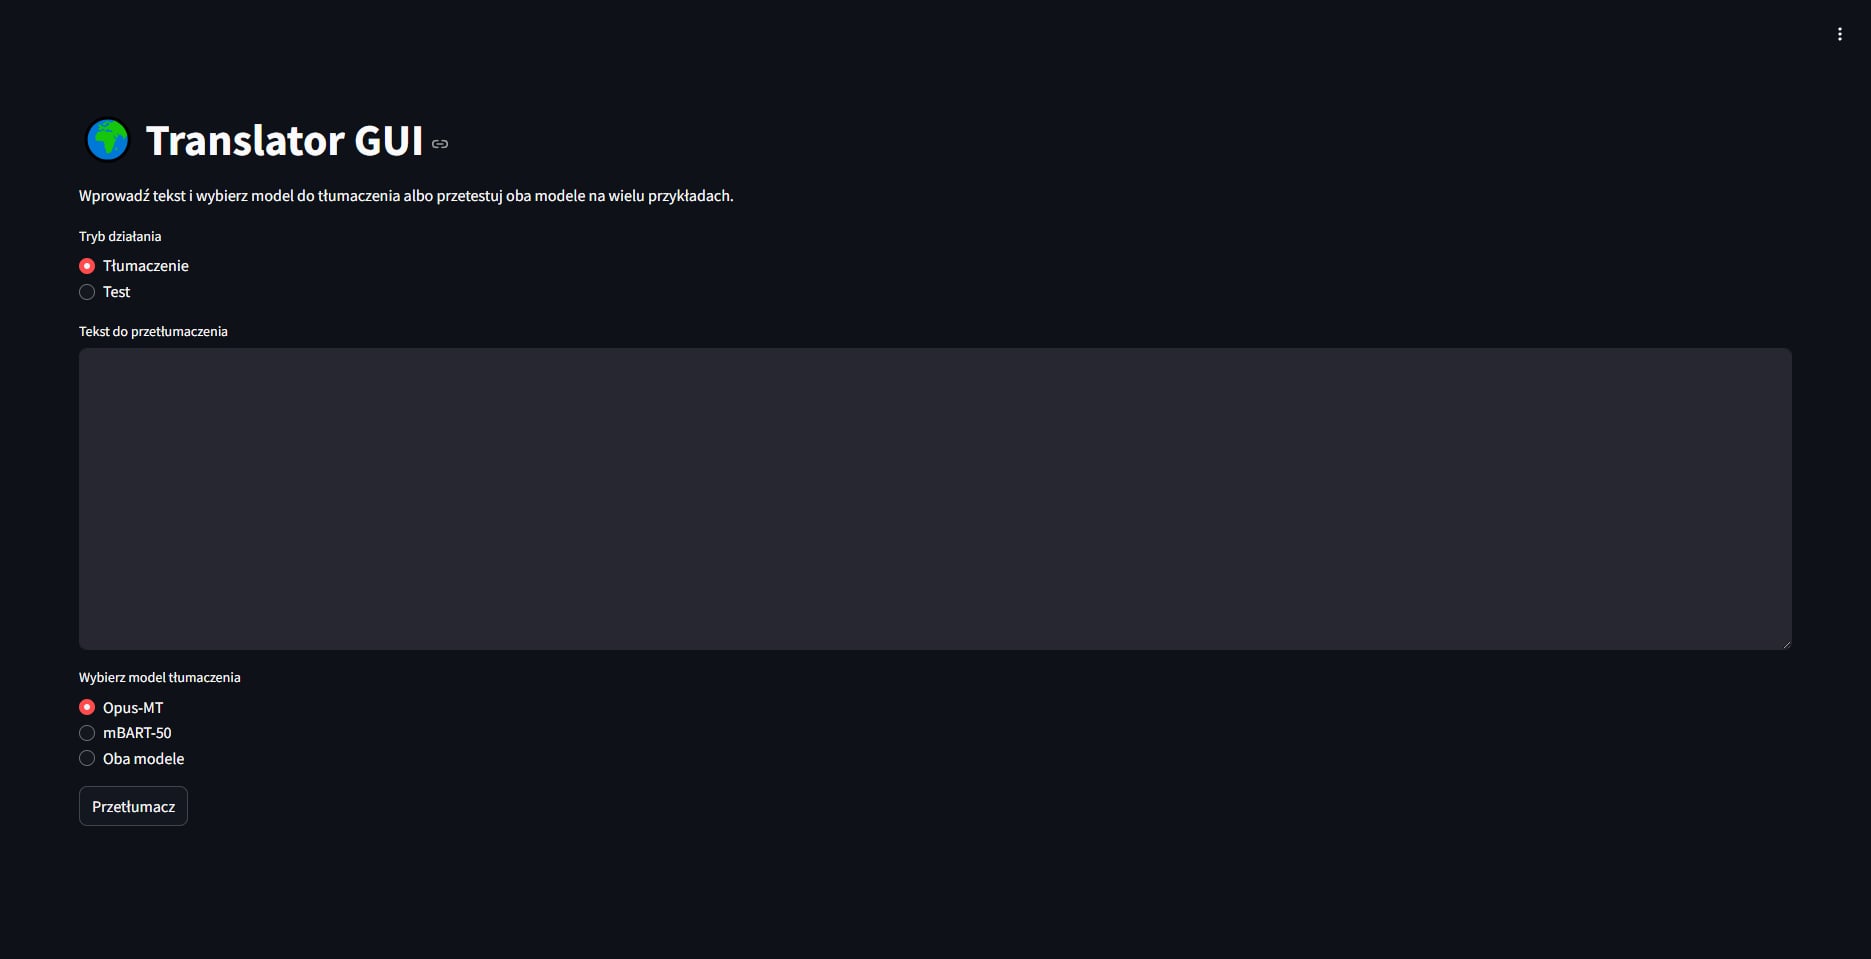 Translator GUI
Wprowadź tekst i wybierz model do tłumaczenia albo przetestuj oba modele na wielu przykładach.
Tryb działania
Tłumaczenie
Test
Tekst do przetłumaczenia
Wybierz model tłumaczenia
Opus-MT
mBART-50
Oba modele
Przetłumacz